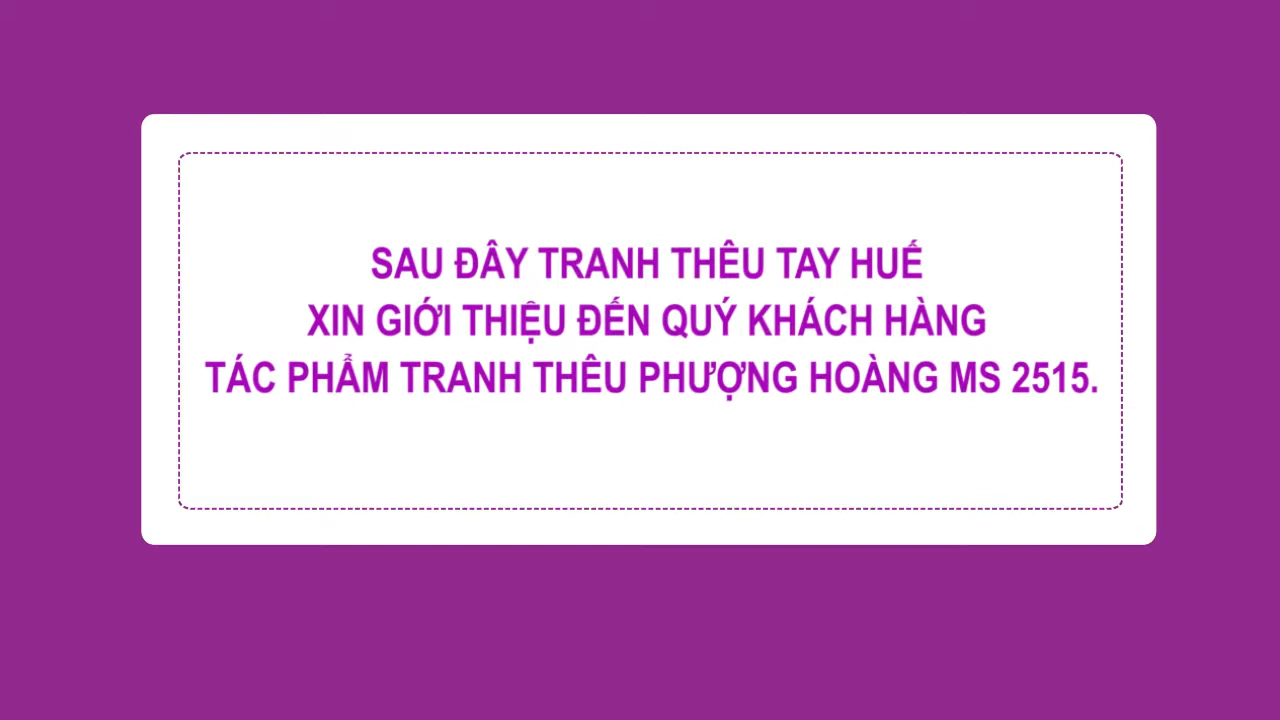 SAU ĐÂY TRANH THÊU TAY HUẾ
XIN GIỚI THIỆU ĐẾN QUÝ KHÁCH HÀNG
TÁC PHẨM TRANH THÊU PHƯỢNG HOÀNG MS 2515.